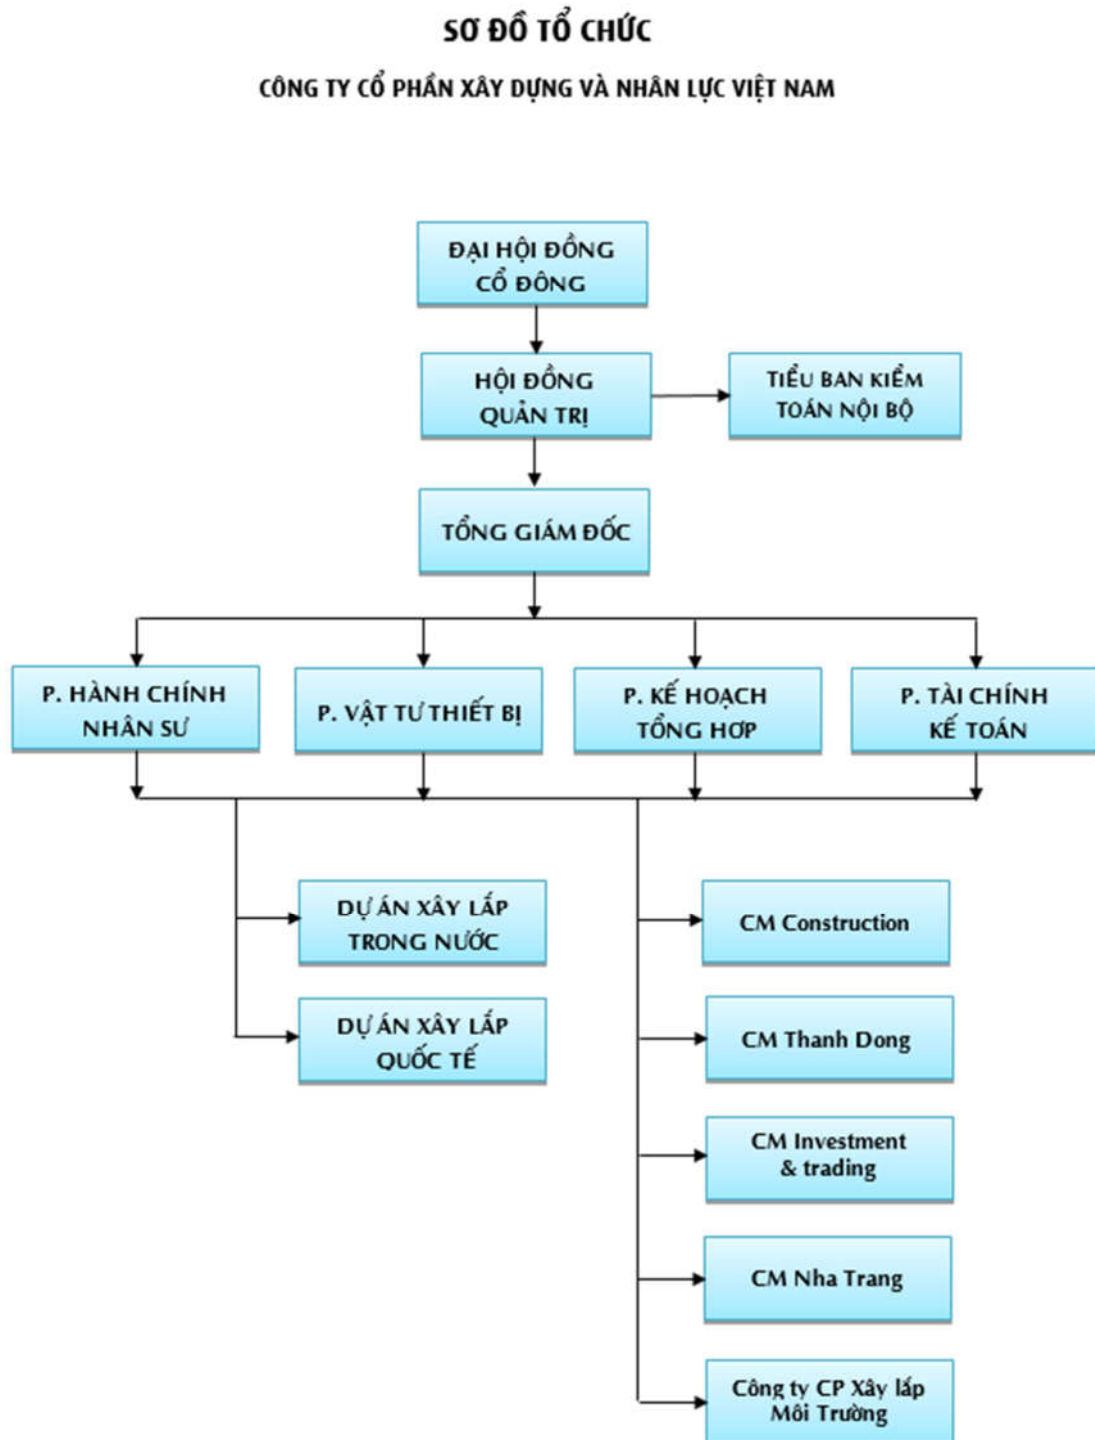 SƠ ĐỒ TỔ CHỨC
CÔNG TY CỔ PHẦN XÂY DỰNG VÀ NHÂN LỰC VIỆT NAM
ĐẠI HỘI ĐỒNG
CỔ ĐÔNG
HỘI ĐỒNG
QUẢN TRỊ
TIỂU BAN KIỂM
TOÁN NỘI BỘ
TỔNG GIÁM ĐỐC
P. HÀNH CHÍNH
NHÂN SƯ
P. VẬT TƯ THIẾT BỊ
P. KẾ HOẠCH
TỔNG HƠP
P. TÀI CHÍNH
KẾ TOÁN
DỰ ÁN XÂY LẮP
TRONG NƯỚC
DỰ ÁN XÂY LẮP
QUỐC TẾ
CM Construction
CM Thanh Dong
CM Investment
& trading
CM Nha Trang
Công ty CP Xây lắp
Môi Trường